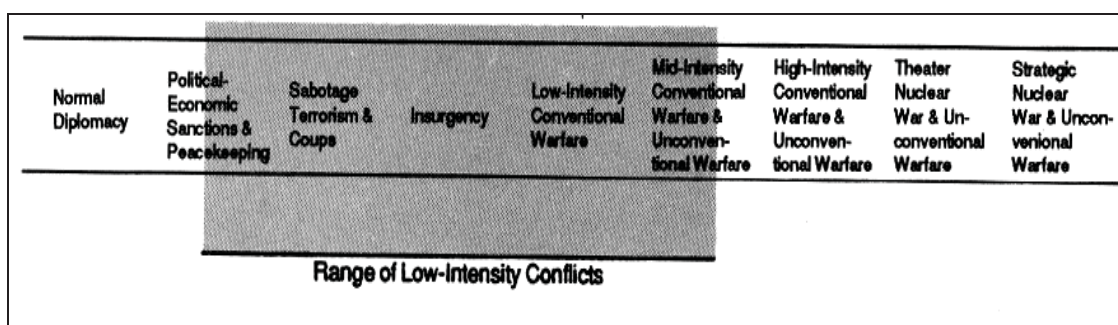 Normal
Diplomacy
Political-
Economic
Sanctions &
Peacekeeping
Sabotage
Terrorism &
Coups
Insurgency
Low-Intensity
Conventional
Warfare
Mid-Intensity
Conventional
Warfare &
Unconven-
tional Warfare
High-Intensity
Conventional
Warfare &
Unconven-
tional Warfare
Theater
Nuclear
War & Un-
conventional
Warfare
Strategic
Nuclear
War & Uncon-
venional
Warfare
Range of Low-Intensity Conflicts